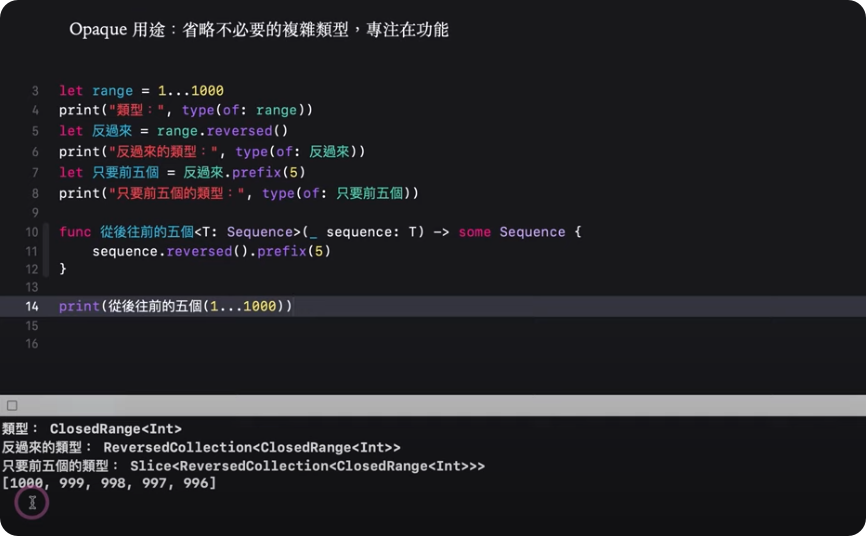 Opaque 用途：省略不必要的複雜類型，專注在功能
3 let range = 1...1000
4 print("類型：", type(of: range))
5 let 反過來 = range.reversed()
6 print("反過來的類型：", type(of: 反過來))
7 let 只要前五個 = 反過來.prefix(5)
8 print("只要前五個的類型：", type(of: 只要前五個))
9
10 func 從後往前的五個<T: Sequence>(_ sequence: T) -> some Sequence {
11 sequence.reversed().prefix(5)
12 }
13
14 print(從後往前的五個(1...1000))
15
16
類型： ClosedRange<Int>
反過來的類型： ReversedCollection<ClosedRange<Int>>
只要前五個的類型： Slice<ReversedCollection<ClosedRange<Int>>>
[1000, 999, 998, 997, 996]